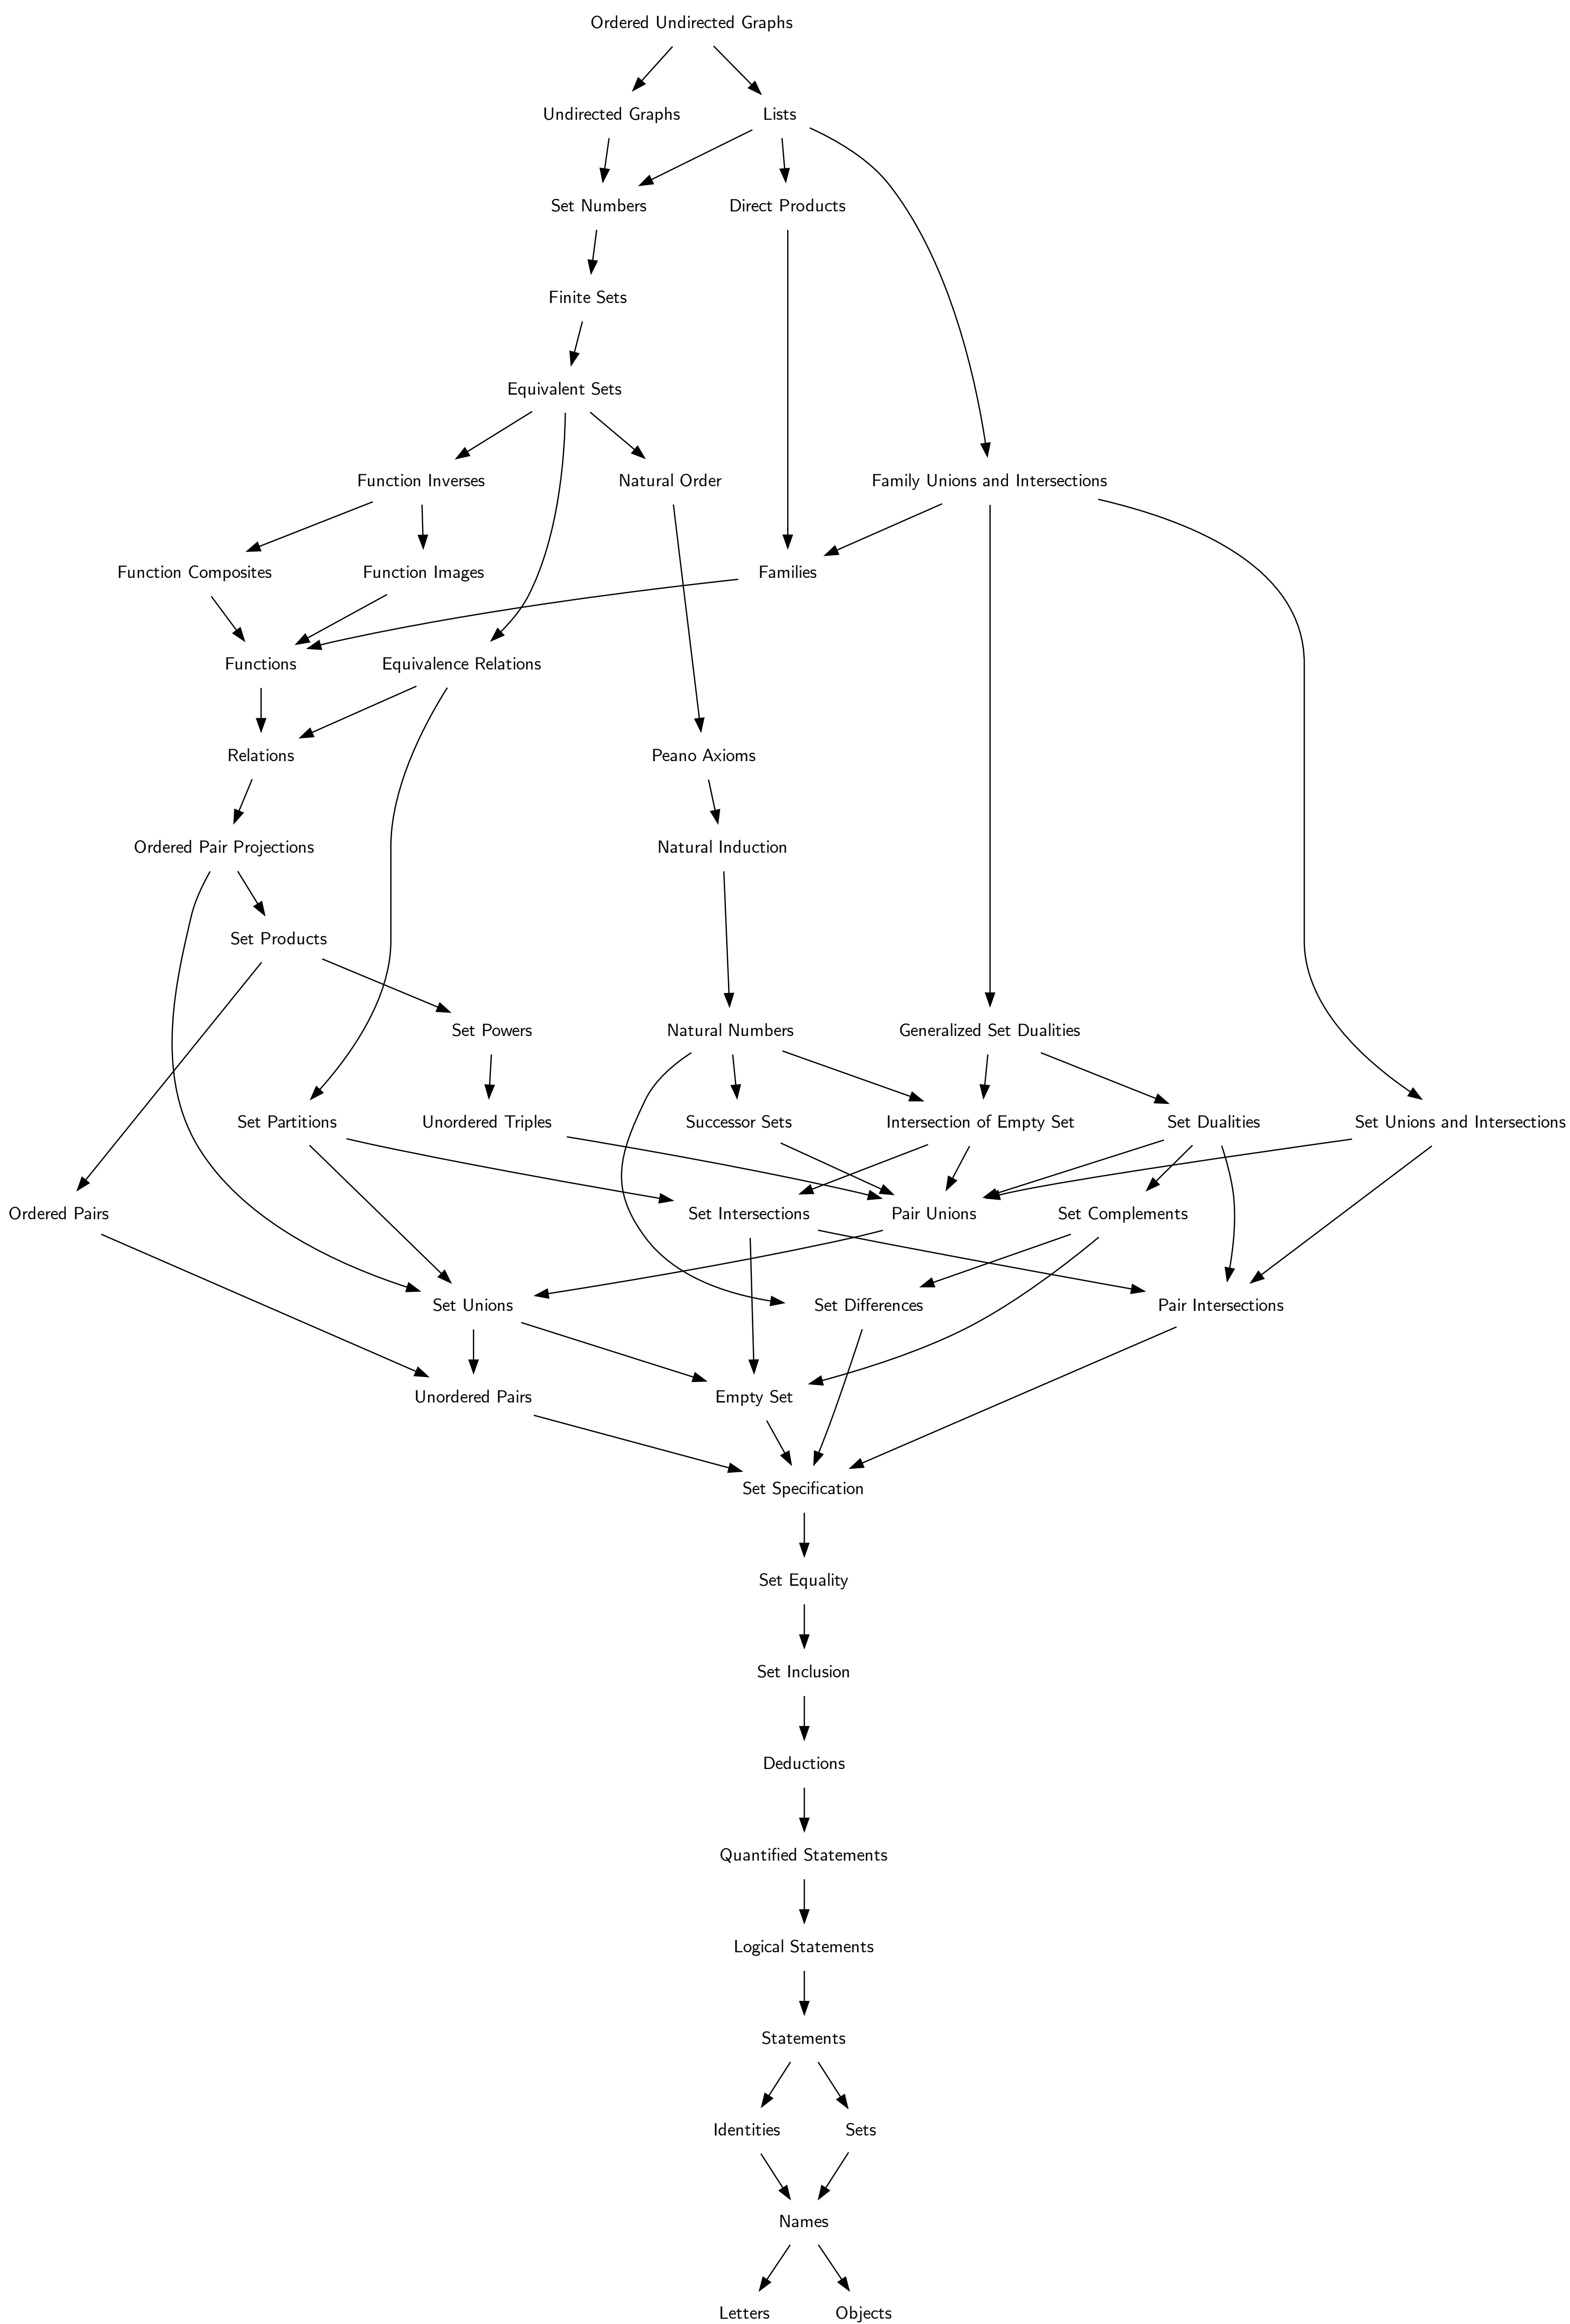 Ordered Undirected Graphs
Undirected Graphs
Lists
Set Numbers
Direct Products
Finite Sets
Equivalent Sets
Function Inverses
Natural Order
Family Unions and Intersections
Function Composites
Function Images
Families
Functions
Equivalence Relations
Relations
Peano Axioms
Ordered Pair Projections
Natural Induction
Set Products
Set Powers
Natural Numbers
Generalized Set Dualities
Set Partitions
Unordered Triples
Successor Sets
Intersection of Empty Set
Set Dualities
Set Unions and Intersections
Ordered Pairs
Set Intersections
Pair Unions
Set Complements
Set Unions
Set Differences
Pair Intersections
Unordered Pairs
Empty Set
Set Specification
Set Equality
Set Inclusion
Deductions
Quantified Statements
Logical Statements
Statements
Identities
Sets
Names
Letters
Objects